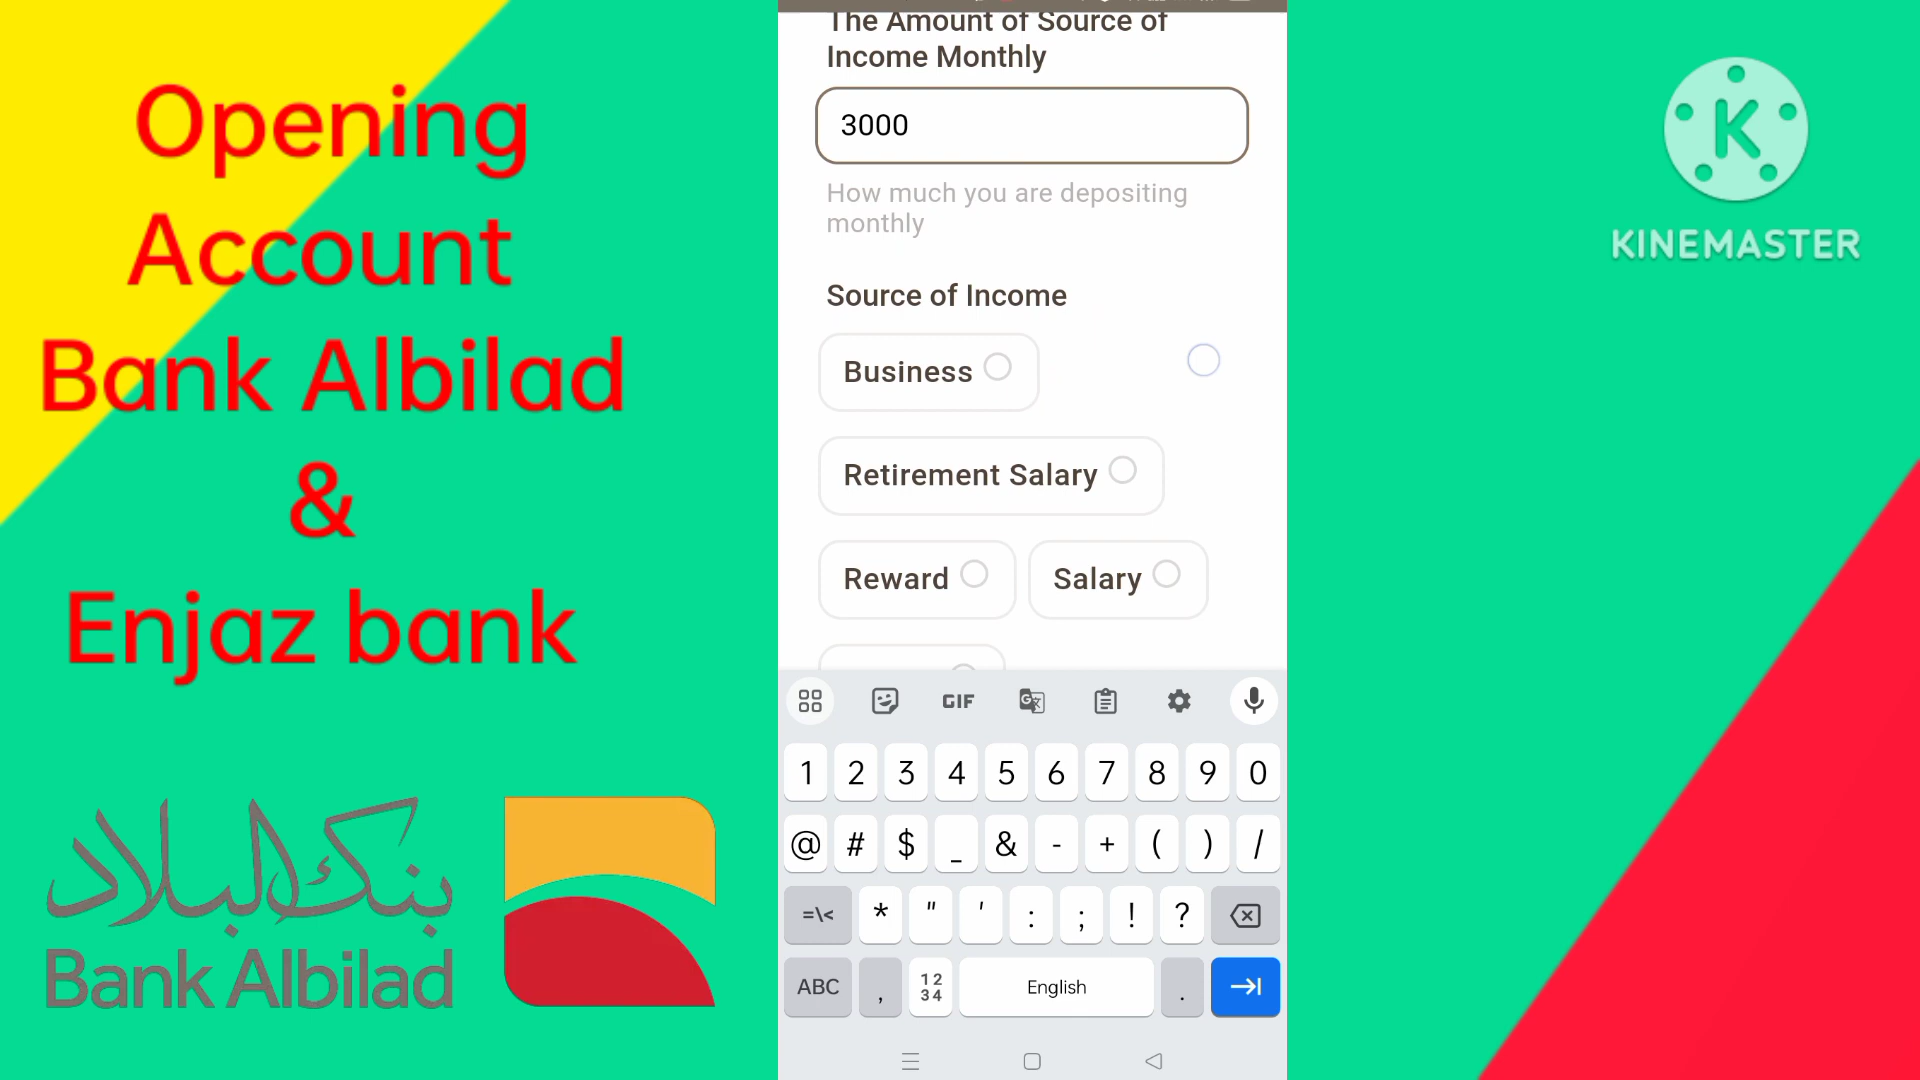 Opening
Account
Bank Albilad
&
Enjaz bank
بنك البلاد
Bank Albilad
The Amount of Source of
Income Monthly
3000
How much you are depositing
monthly
Source of Income
Business
Retirement Salary
Reward
Salary
GIF
1 2 3 4 5 6 7 8 9 0
@ # $ _ & - + ( ) /
=\< * " ' : ; ! ?
ABC , 12 34 English .
K
KINEMASTER